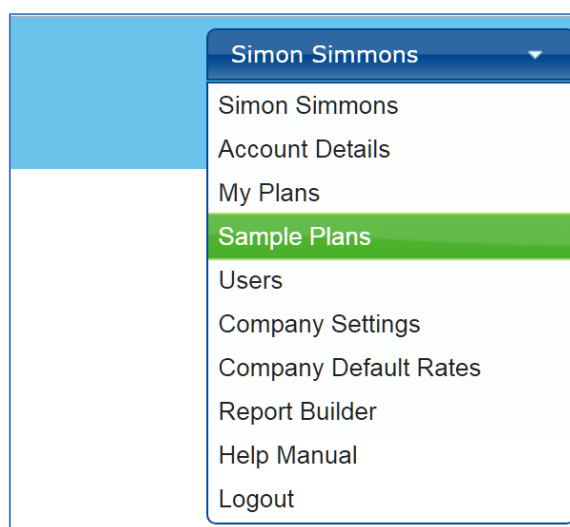 Simon Simmons
Simon Simmons
Account Details
My Plans
Sample Plans
Users
Company Settings
Company Default Rates
Report Builder
Help Manual
Logout